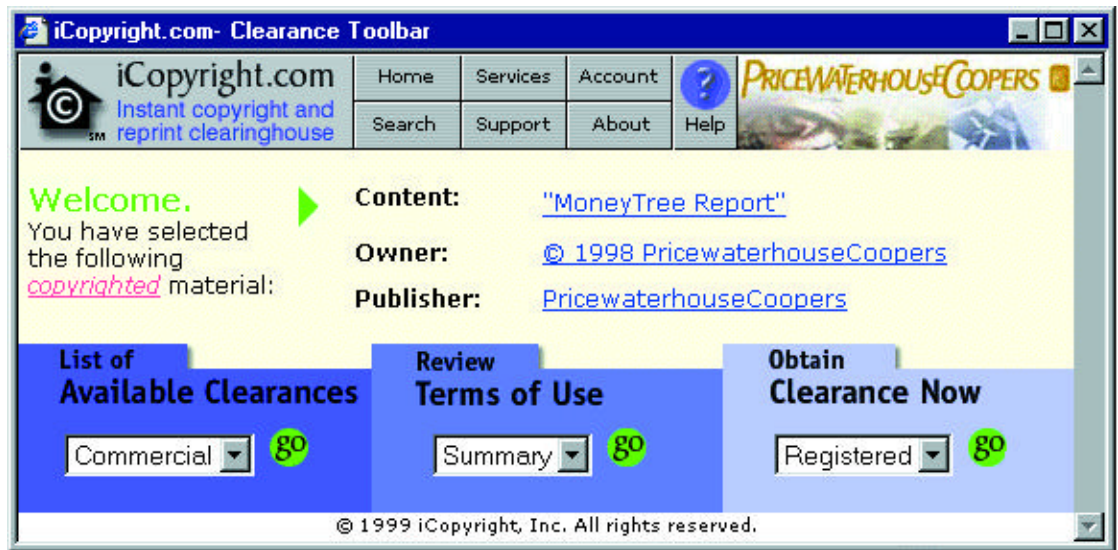 iCopyright.com- Clearance Toolbar
iCopyright.com
Instant copyright and
reprint clearinghouse
SM
©
Home
Services
Account
Search
Support
About
?
Help
PRICEWATERHOUSECOOPERS
Welcome.
You have selected
the following
copyrighted material:
Content: "MoneyTree Report"
Owner: © 1998 PricewaterhouseCoopers
Publisher: PricewaterhouseCoopers
List of
Available Clearances
Commercial
go
Review
Terms of Use
Summary
go
Obtain
Clearance Now
Registered
go
© 1999 iCopyright, Inc. All rights reserved.